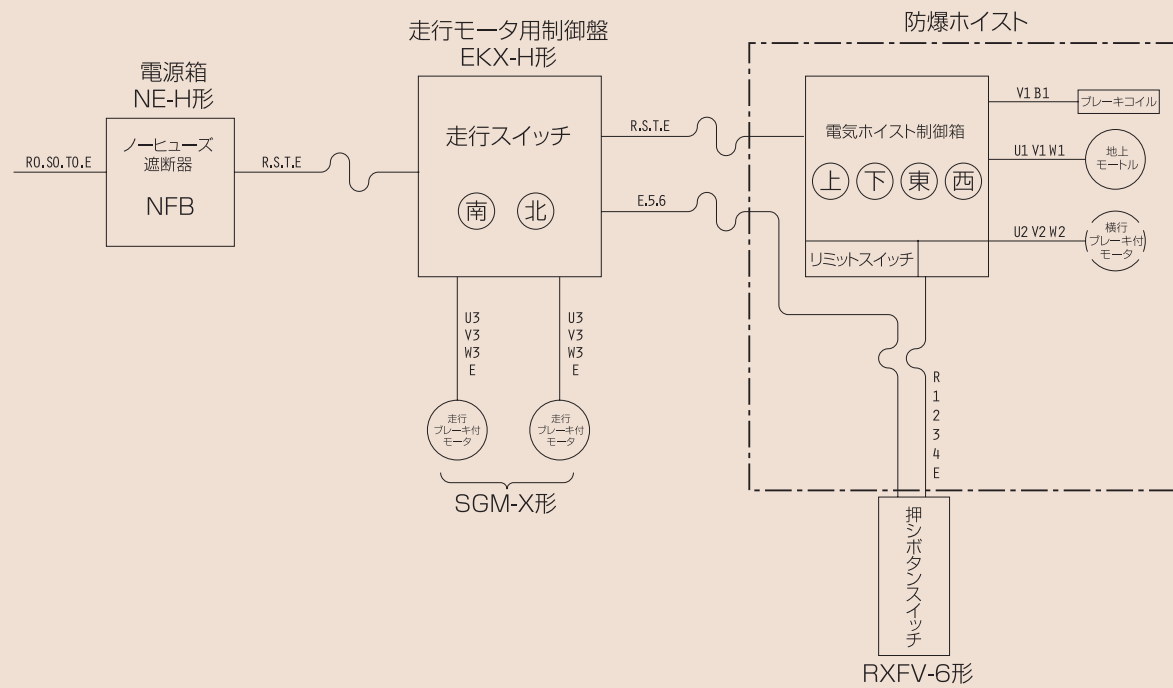 電源箱
NE-H形
RO.SO.TO.E
ノーヒューズ
遮断器
NFB
R.S.T.E
走行モータ用制御盤
EKX-H形
走行スイッチ
南
北
R.S.T.E
E.5.6
U3
V3
W3
E
U3
V3
W3
E
走行
ブレーキ付
モータ
走行
ブレーキ付
モータ
SGM-X形
防爆ホイスト
電気ホイスト制御箱
上
下
東
西
リミットスイッチ
V1 B1
ブレーキコイル
U1 V1 W1
地上
モートル
U2 V2 W2
横行
ブレーキ付
モータ
R
1
2
3
4
E
押シボタンスイッチ
RXFV-6形